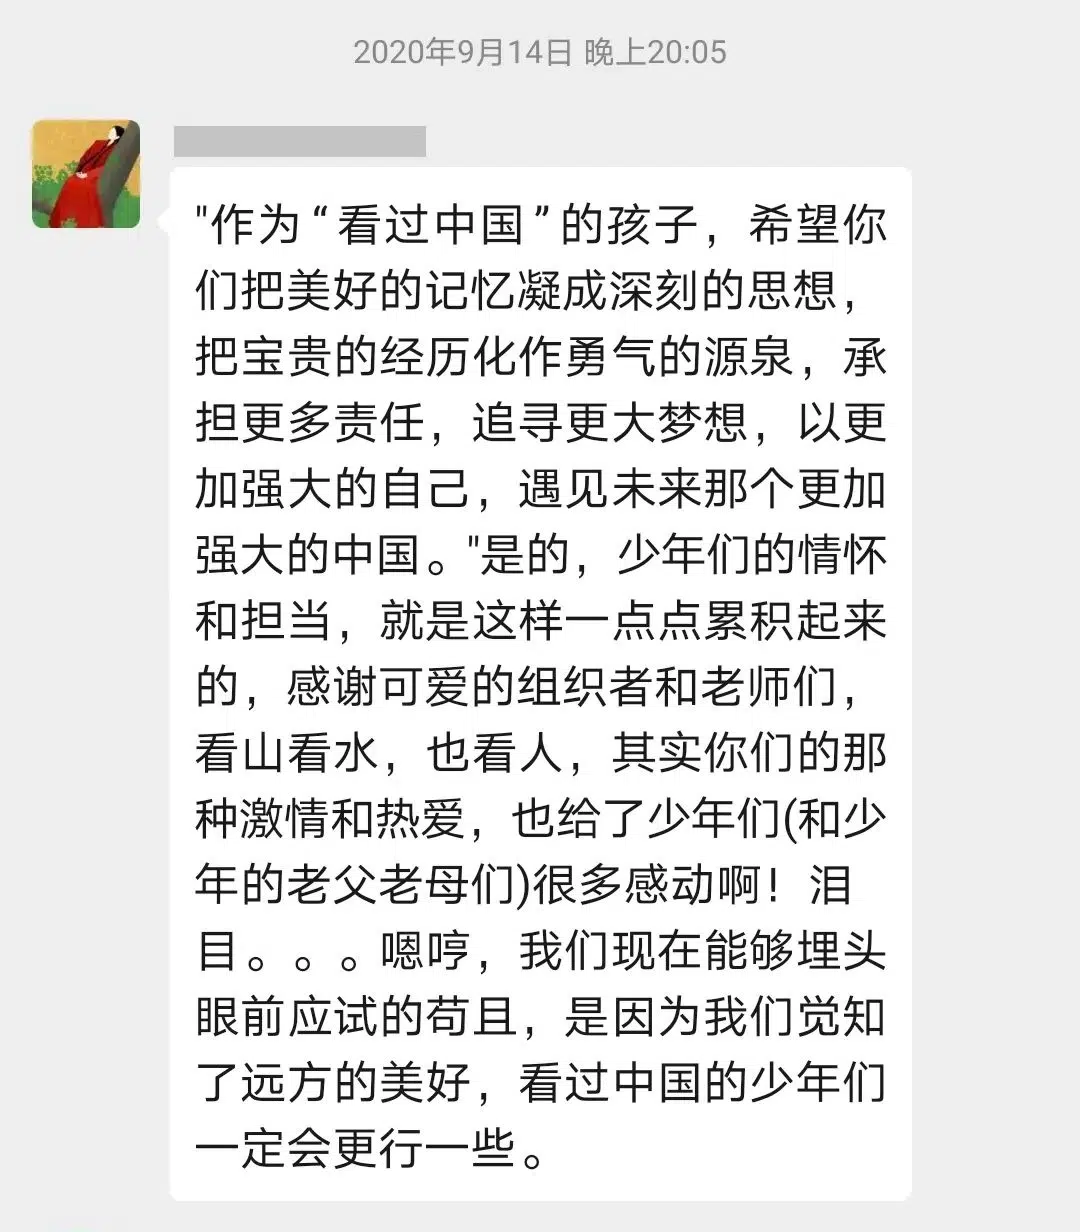 2020年9月14日 晚上20:05
"作为“看过中国”的孩子，希望你
们把美好的记忆凝成深刻的思想，
把宝贵的经历化作勇气的源泉，承
担更多责任，追寻更大梦想，以更
加强大的自己，遇见未来那个更加
强大的中国。"是的，少年们的情怀
和担当，就是这样一点点累积起来
的，感谢可爱的组织者和老师们，
看山看水，也看人，其实你们的那
种激情和热爱，也给了少年们(和少
年的老父老母们)很多感动啊！泪
目。。。嗯哼，我们现在能够埋头
眼前应试的苟且，是因为我们觉知
了远方的美好，看过中国的少年们
一定会更行一些。